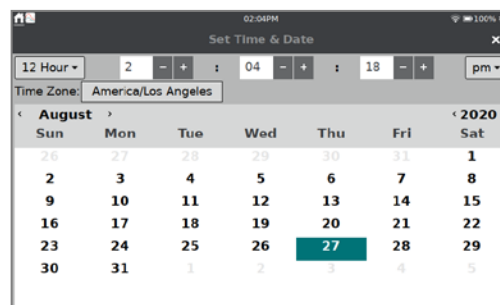 02:04PM 100%
Set Time & Date ×
12 Hour 2 - + : 04 - + : 18 - + pm
Time Zone: America/Los Angeles
‹ August › ‹ 2020
Sun Mon Tue Wed Thu Fri Sat
26 27 28 29 30 31 1
2 3 4 5 6 7 8
9 10 11 12 13 14 15
16 17 18 19 20 21 22
23 24 25 26 27 28 29
30 31 1 2 3 4 5